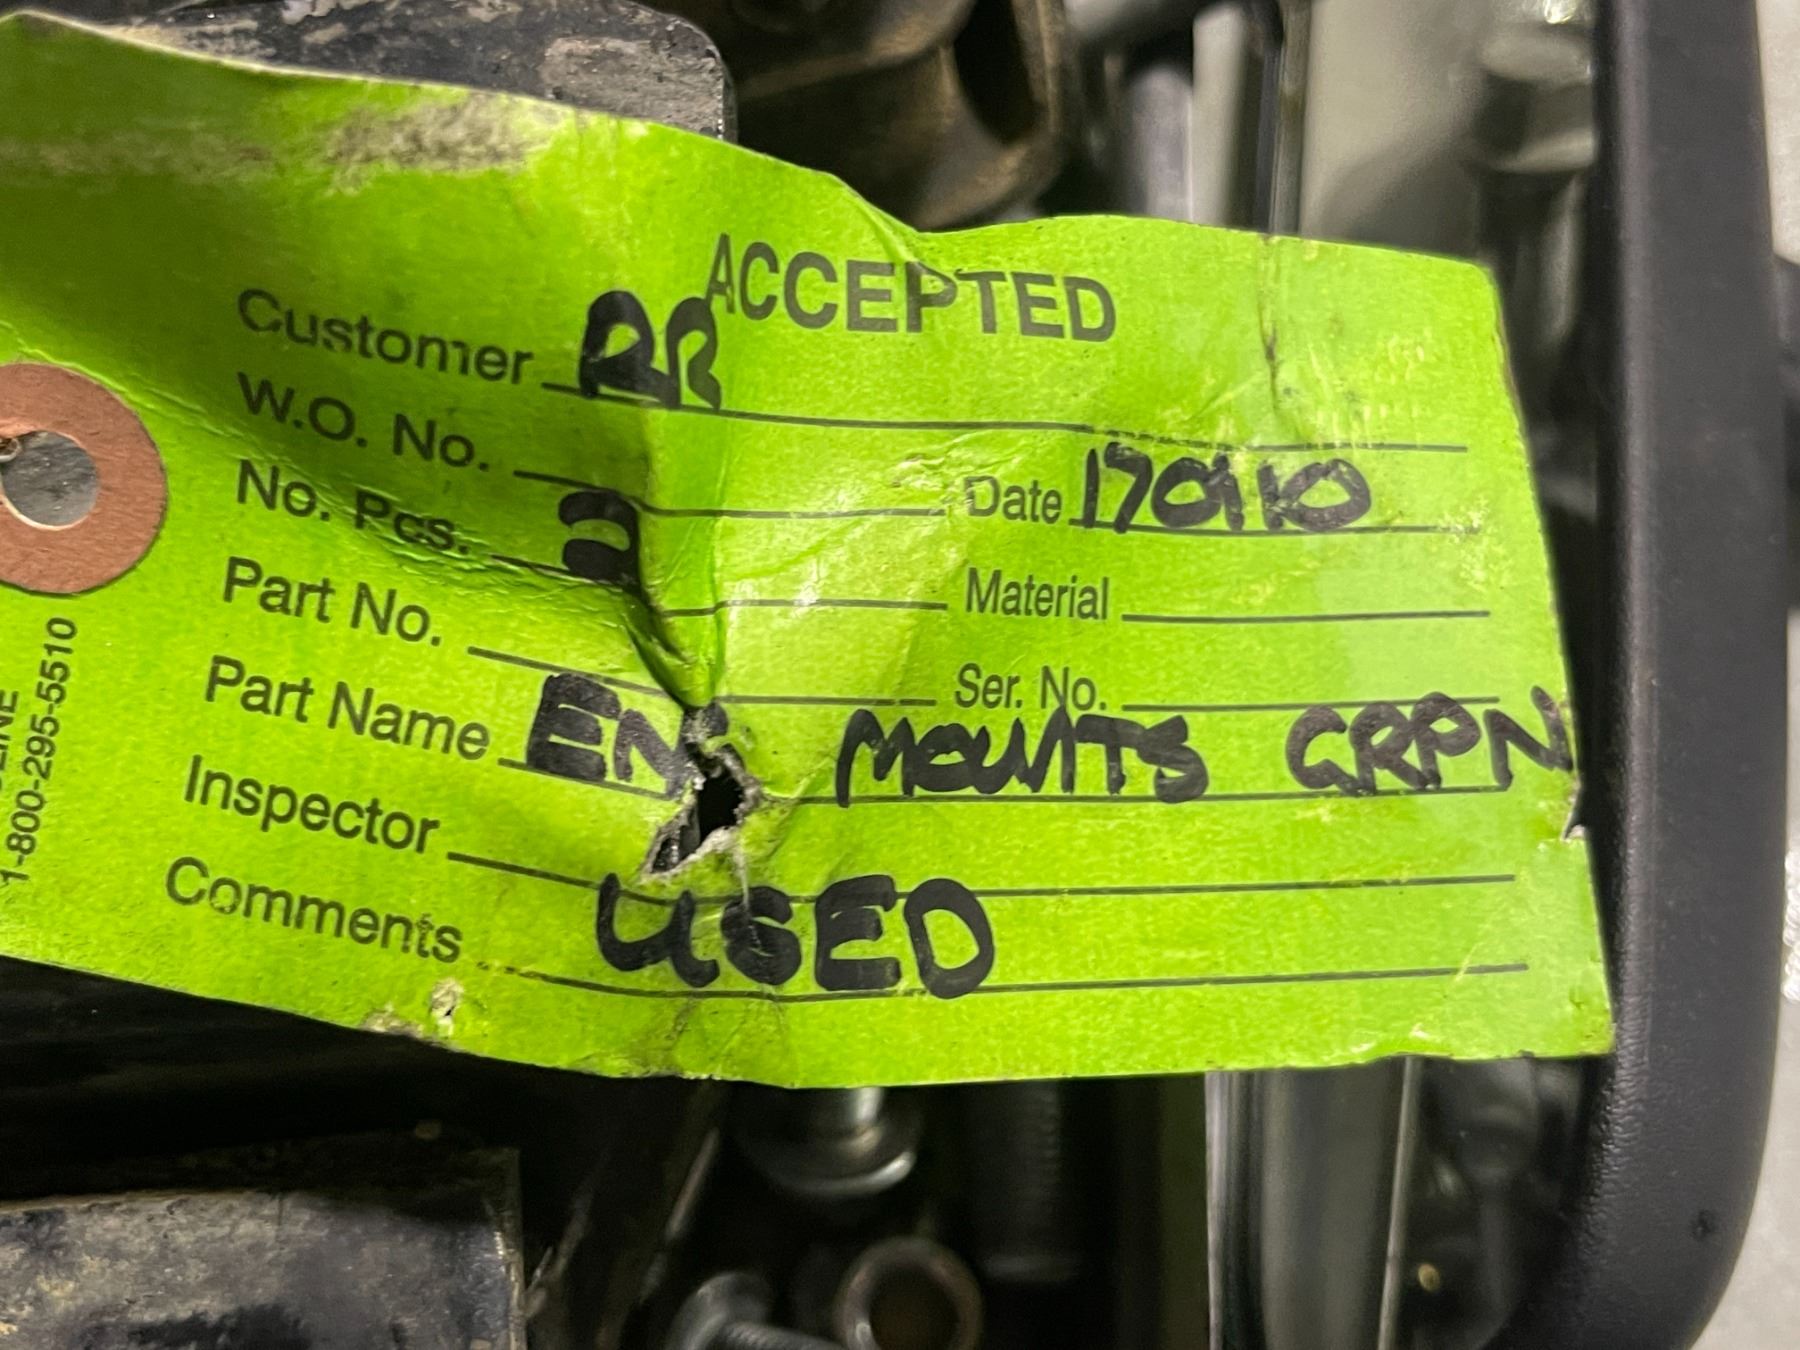 ACCEPTED
Customer RR
W.O. No. Date 170110
No. Pcs. 2 Material
Part No. Ser. No.
Part Name MOUNTS GRPN
Inspector
Comments USED
1-800-295-5510